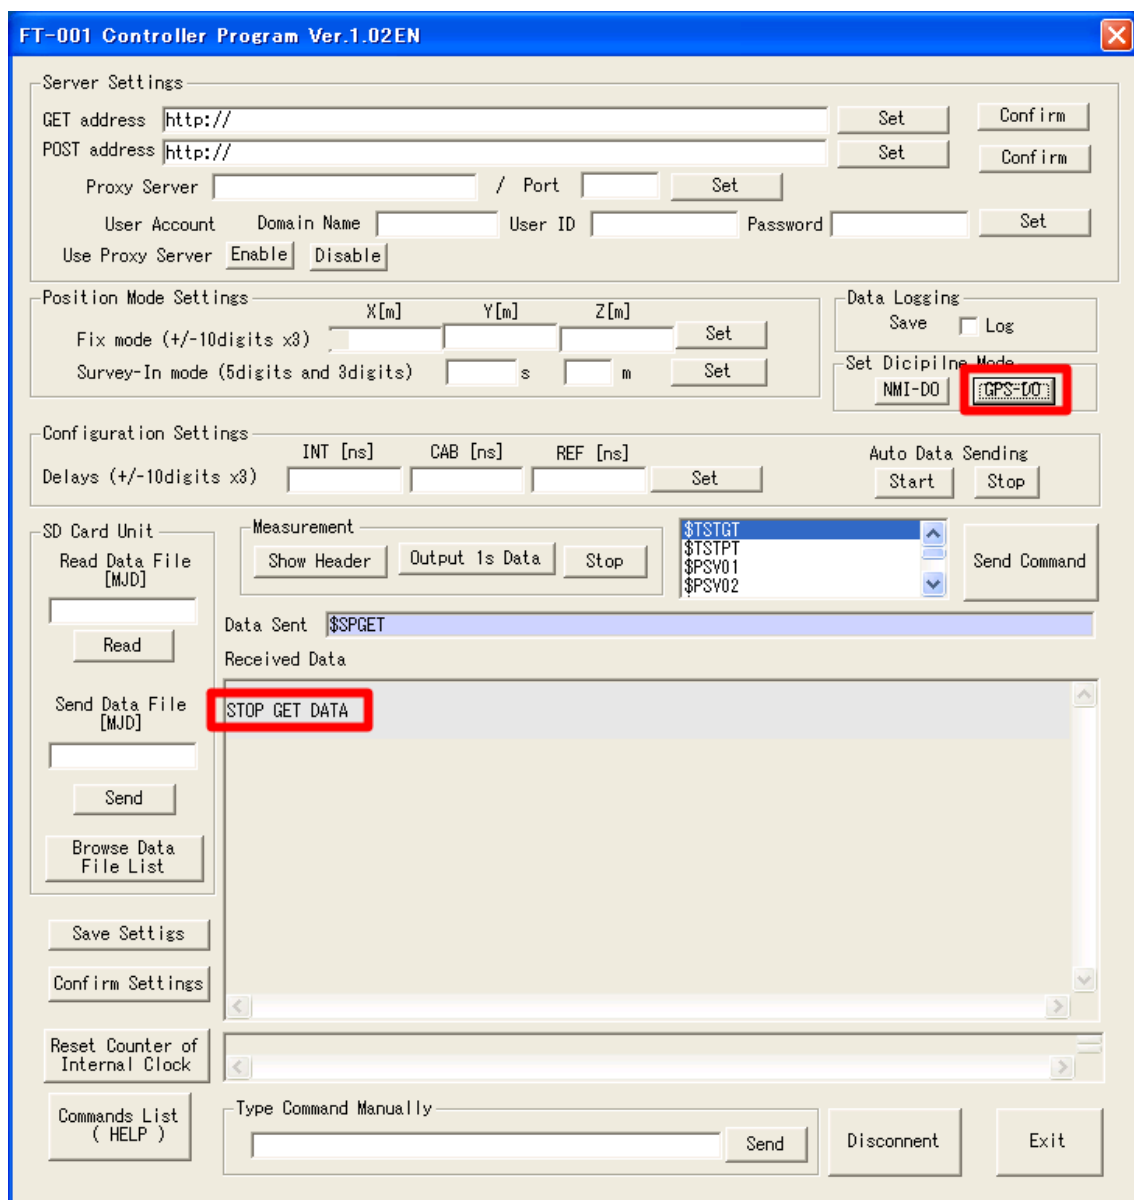 FT-001 Controller Program Ver.1.02EN
Server Settings
GET address http:// Set Confirm
POST address http:// Set Confirm
Proxy Server / Port Set
User Account Domain Name User ID Password Set
Use Proxy Server Enable Disable
Position Mode Settings
X[m] Y[m] Z[m]
Fix mode (+/-10digits x3) Set
Survey-In mode (5digits and 3digits) s m Set
Data Logging
Save Log
Set Dicipilne Mode
NMI-DO GPS-DO
Configuration Settings
INT [ns] CAB [ns] REF [ns]
Delays (+/-10digits x3) Set
Auto Data Sending
Start Stop
SD Card Unit
Read Data File
[MJD]
Read
Send Data File
[MJD]
Send
Browse Data
File List
Measurement
Show Header Output 1s Data Stop
$TSTGT
$TSTPT
$PSV01
$PSV02
Send Command
Data Sent $SPGET
Received Data
STOP GET DATA
Save Settigs
Confirm Settings
Reset Counter of
Internal Clock
Commands List
( HELP )
Type Command Manually
Send
Disconnent
Exit